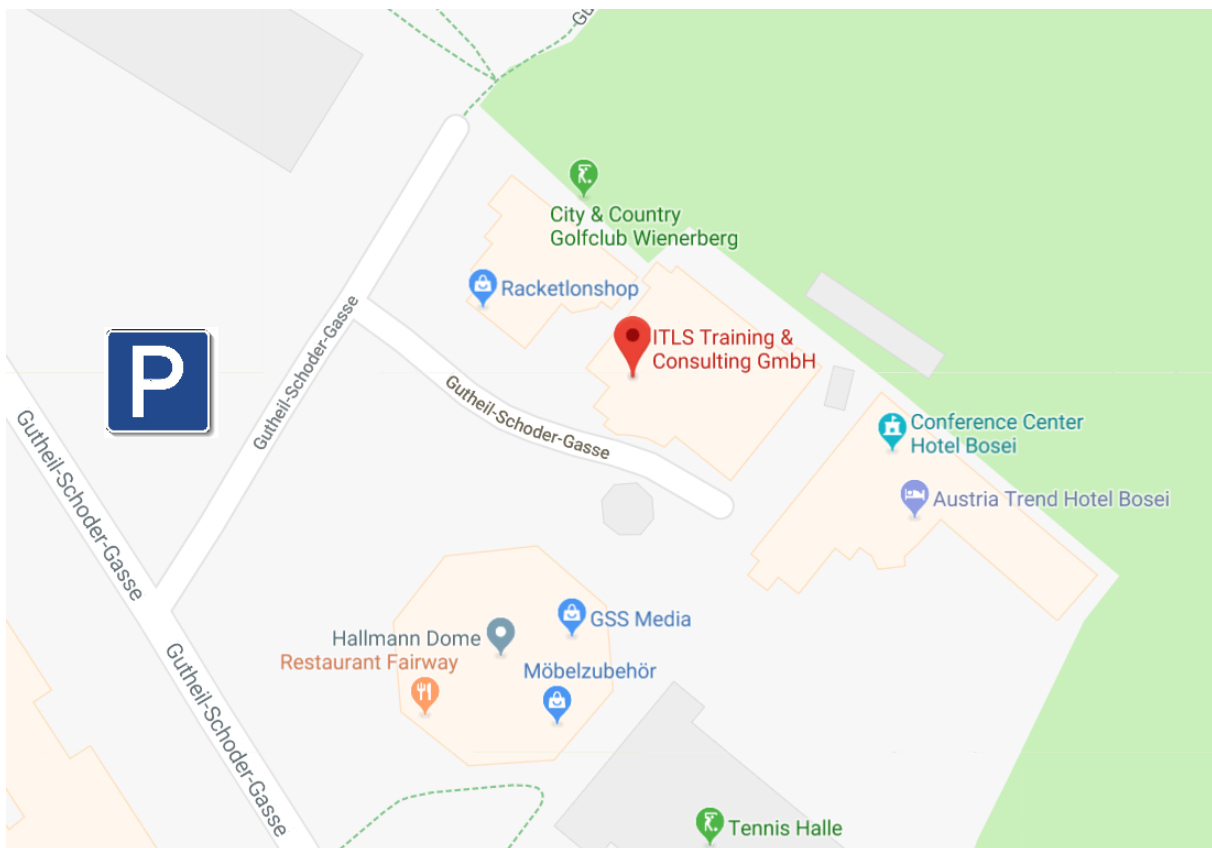 Gu
City & Country
Golfclub Wienerberg
Racketlonshop
ITLS Training &
Consulting GmbH
Gutheil-Schoder-Gasse
P
Gutheil-Schoder-Gasse
Conference Center
Hotel Bosei
Gutheil-Schoder-Gasse
Austria Trend Hotel Bosei
GSS Media
Hallmann Dome
Restaurant Fairway
Möbelzubehör
Gutheil-Schoder-Gasse
Tennis Halle